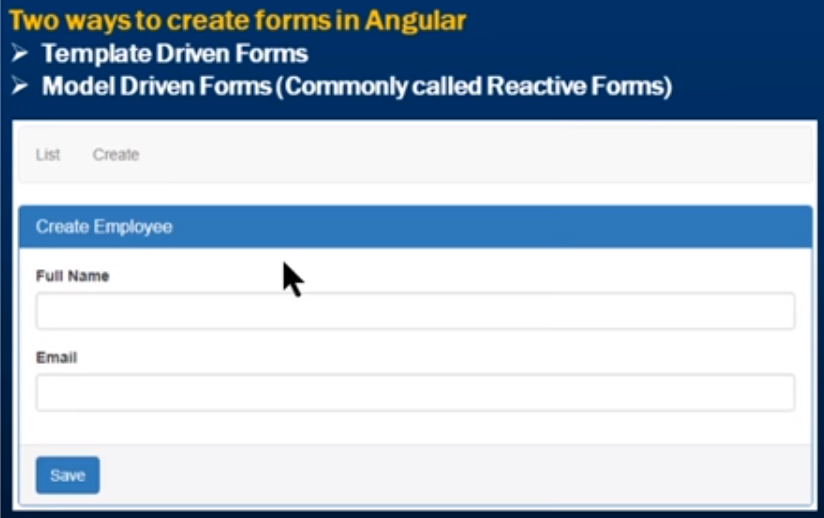 Two ways to create forms in Angular
➢ Template Driven Forms
➢ Model Driven Forms (Commonly called Reactive Forms)
List Create
Create Employee
Full Name
Email
Save